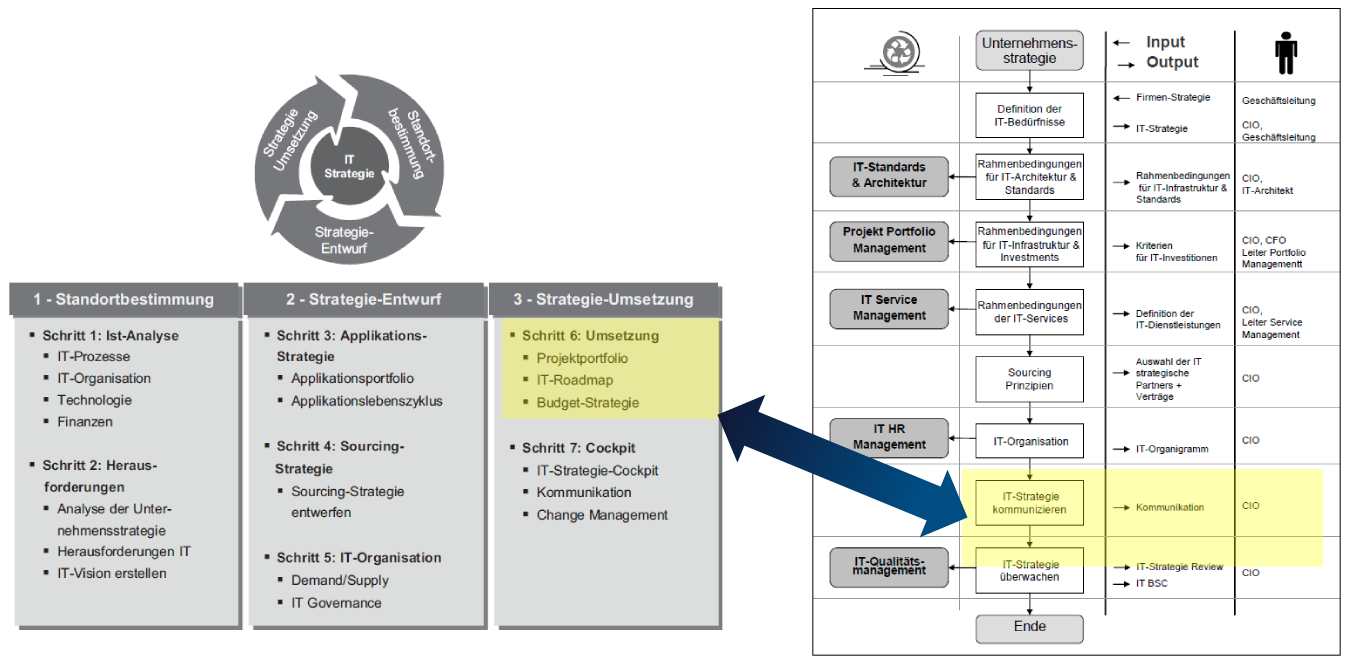 Strategie
Umsetzung
Standort-
bestimmung
IT
Strategie
Strategie-
Entwurf
1 - Standortbestimmung
Schritt 1: Ist-Analyse
IT-Prozesse
IT-Organisation
Technologie
Finanzen
Schritt 2: Heraus-
forderungen
Analyse der Unter-
nehmensstrategie
Herausforderungen IT
IT-Vision erstellen
2 - Strategie-Entwurf
Schritt 3: Applikations-
Strategie
Applikationsportfolio
Applikationslebenszyklus
Schritt 4: Sourcing-
Strategie
Sourcing-Strategie
entwerfen
Schritt 5: IT-Organisation
Demand/Supply
IT Governance
3 - Strategie-Umsetzung
Schritt 6: Umsetzung
Projektportfolio
IT-Roadmap
Budget-Strategie
Schritt 7: Cockpit
IT-Strategie-Cockpit
Kommunikation
Change Management
Unternehmens-
strategie
Input
Output
Definition der
IT-Bedürfnisse
Firmen-Strategie
IT-Strategie
Geschäftsleitung
CIO,
Geschäftsleitung
IT-Standards
& Architektur
Rahmenbedingungen
für IT-Architektur &
Standards
Rahmenbedingungen
für IT-Infrastruktur &
Standards
CIO,
IT-Architekt
Projekt Portfolio
Management
Rahmenbedingungen
für IT-Infrastruktur &
Investments
Kriterien
für IT-Investitionen
CIO, CFO
Leiter Portfolio
Managementt
IT Service
Management
Rahmenbedingungen
der IT-Services
Definition der
IT-Dienstleistungen
CIO,
Leiter Service
Management
Sourcing
Prinzipien
Auswahl der IT
strategische
Partners +
Verträge
CIO
IT HR
Management
IT-Organisation
IT-Organigramm
CIO
IT-Strategie
kommunizieren
Kommunikation
CIO
IT-Qualitäts-
management
IT-Strategie
überwachen
IT-Strategie Review
IT BSC
CIO
Ende